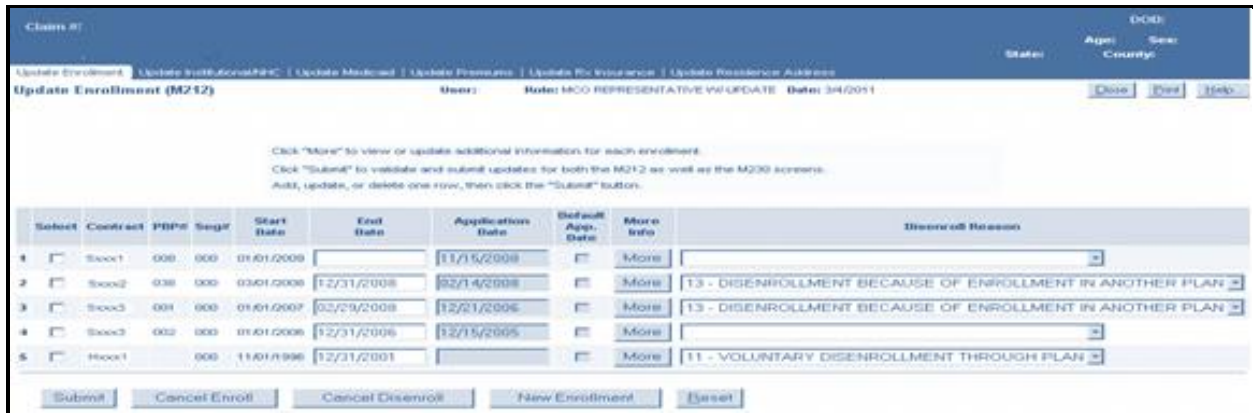 Claim #:
DOD:
Age: Sex:
State: County:
Update Enrollment | Update Institutional/NHC | Update Medicaid | Update Premiums | Update Rx Insurance | Update Residence Address
Update Enrollment (M212) User: Role: MCO REPRESENTATIVE W/ UPDATE Date: 3/4/2011 Close Print Help
Click "More" to view or update additional information for each enrollment.
Click "Submit" to validate and submit updates for both the M212 as well as the M230 screens.
Add, update, or delete one row, then click the "Submit" button.
Select Contract PBP# Seg# Start Date End Date Application Date Default App. Date More Info Disenroll Reason
1 Sxxx1 000 01/01/2009 11/15/2008 More
2 Sxxx2 000 03/01/2008 12/31/2008 02/14/2008 More 13 - DISENROLLMENT BECAUSE OF ENROLLMENT IN ANOTHER PLAN
3 Sxxx3 001 000 01/01/2007 02/29/2008 12/21/2006 More 13 - DISENROLLMENT BECAUSE OF ENROLLMENT IN ANOTHER PLAN
4 Sxxx3 002 000 01/01/2006 12/31/2006 12/15/2005 More
5 Hxxx1 000 11/01/1996 12/31/2001 More 11 - VOLUNTARY DISENROLLMENT THROUGH PLAN
Submit Cancel Enroll Cancel Disenroll New Enrollment Reset